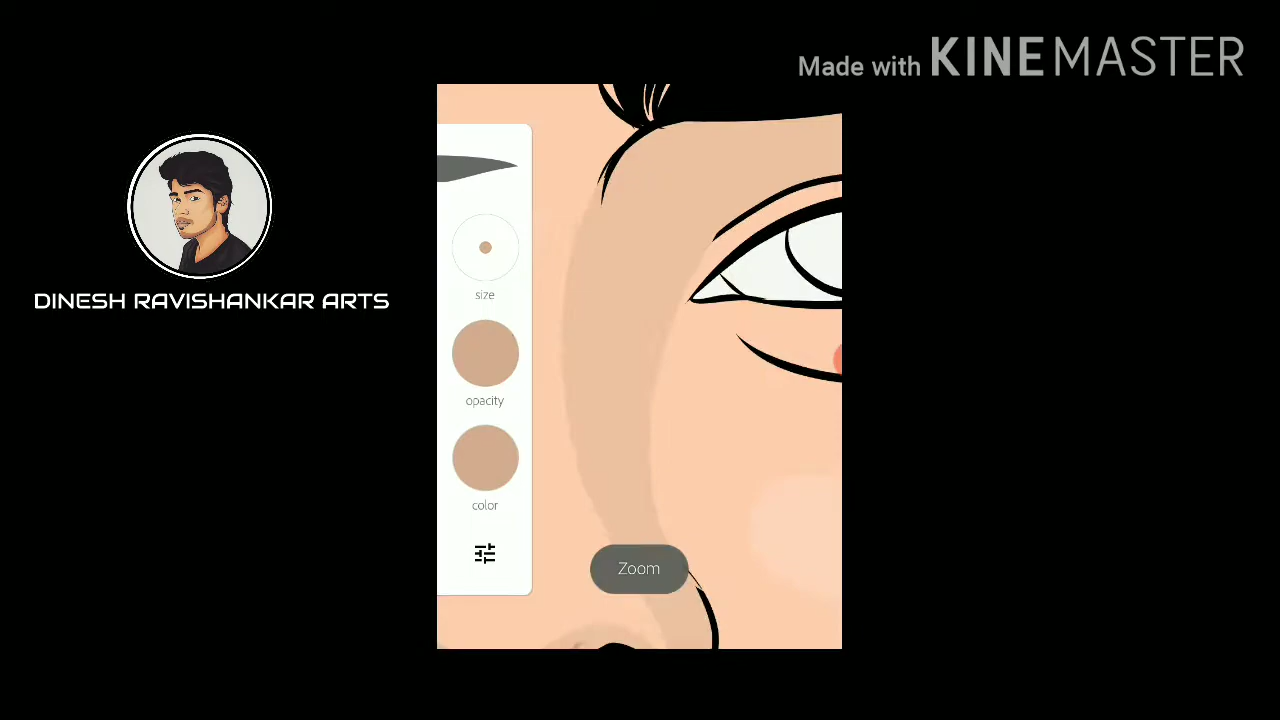 Made with KINEMASTER
DINESH RAVISHANKAR ARTS
size
opacity
color
Zoom